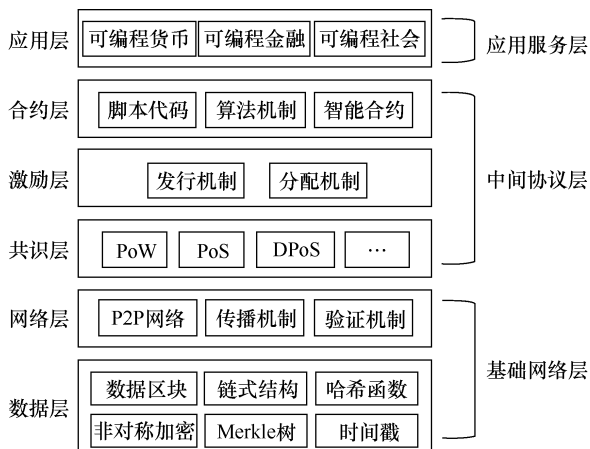 应用层 可编程货币 可编程金融 可编程社会 应用服务层
合约层 脚本代码 算法机制 智能合约
激励层 发行机制 分配机制 中间协议层
共识层 PoW PoS DPoS …
网络层 P2P网络 传播机制 验证机制
数据区块 链式结构 哈希函数 基础网络层
数据层
非对称加密 Merkle树 时间戳